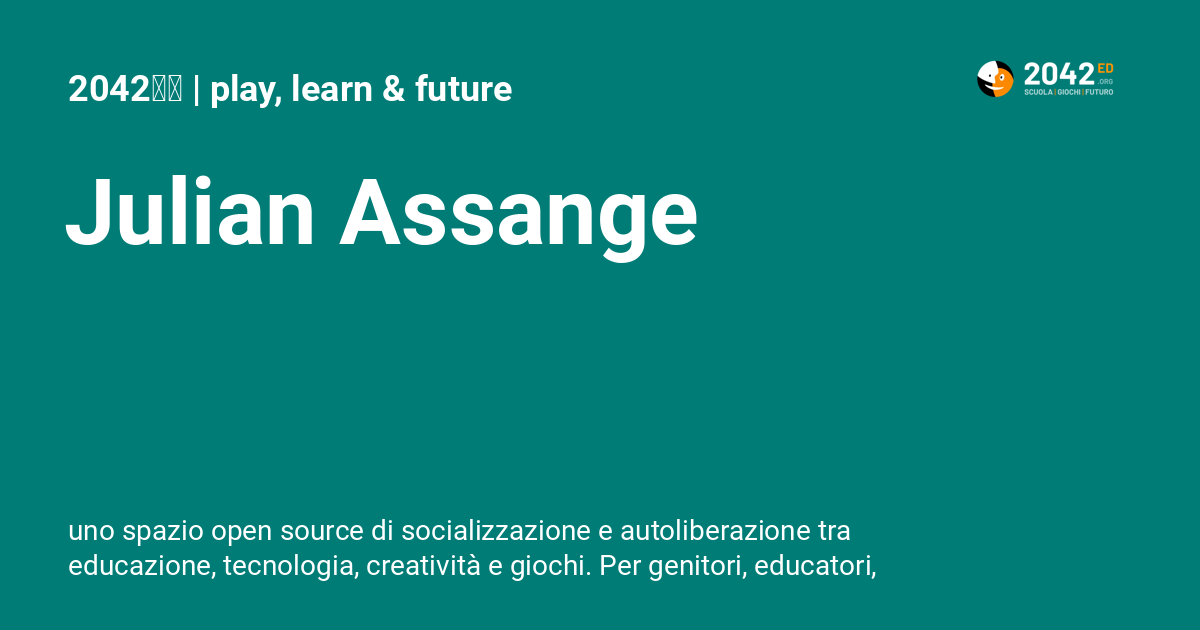 2042 | play, learn & future
2042 ED
.ORG
SCUOLA | GIOCHI | FUTURO
Julian Assange
uno spazio open source di socializzazione e autoliberazione tra
educazione, tecnologia, creatività e giochi. Per genitori, educatori,